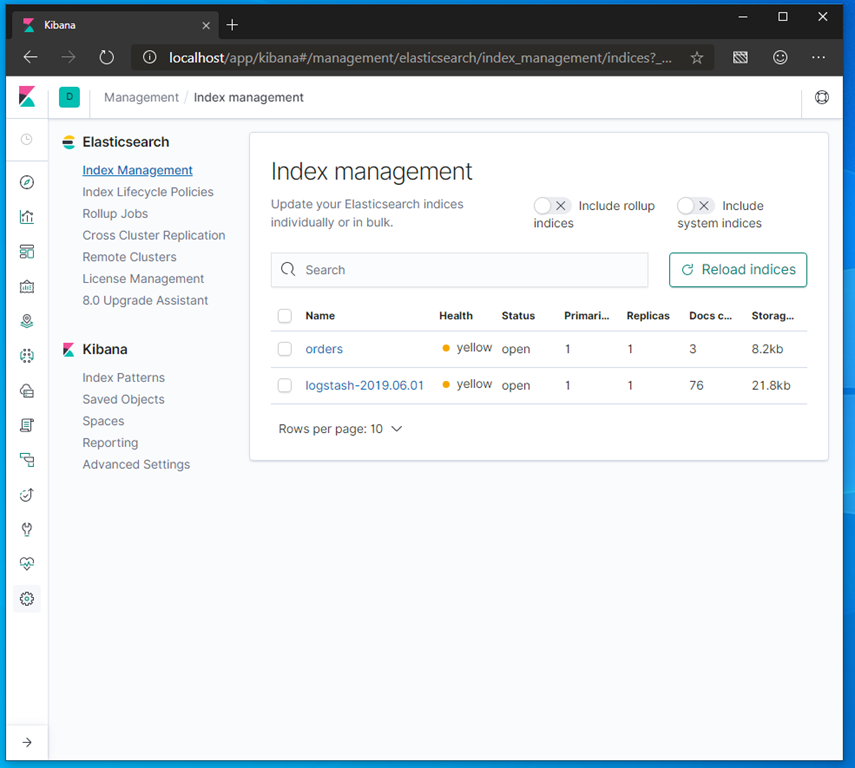 Kibana
localhost/app/kibana#/management/elasticsearch/index_management/indices?_...
D
Management / Index management
Elasticsearch
Index Management
Index Lifecycle Policies
Rollup Jobs
Cross Cluster Replication
Remote Clusters
License Management
8.0 Upgrade Assistant
Kibana
Index Patterns
Saved Objects
Spaces
Reporting
Advanced Settings
Index management
Update your Elasticsearch indices
individually or in bulk.
Include rollup
indices
Include
system indices
Search
Reload indices
Name Health Status Primari... Replicas Docs c... Storag...
orders yellow open 1 1 3 8.2kb
logstash-2019.06.01 yellow open 1 1 76 21.8kb
Rows per page: 10